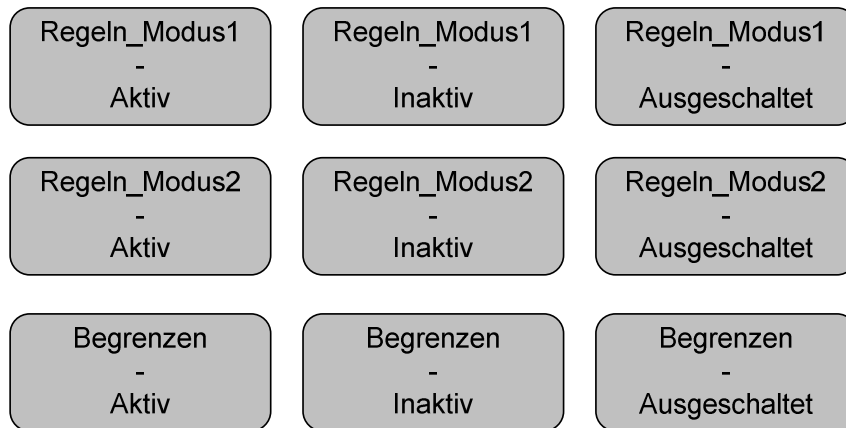 Regeln_Modus1
-
Aktiv
Regeln_Modus1
-
Inaktiv
Regeln_Modus1
-
Ausgeschaltet
Regeln_Modus2
-
Aktiv
Regeln_Modus2
-
Inaktiv
Regeln_Modus2
-
Ausgeschaltet
Begrenzen
-
Aktiv
Begrenzen
-
Inaktiv
Begrenzen
-
Ausgeschaltet